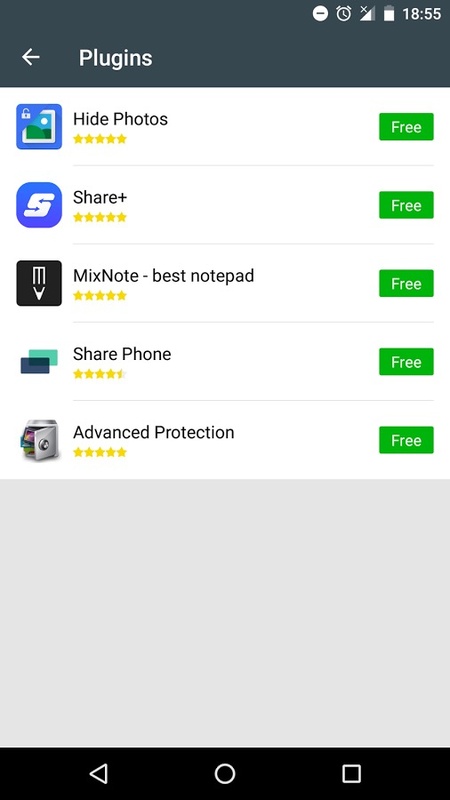 18:55
Plugins
Hide Photos
Free
Share+
Free
MixNote - best notepad
Free
Share Phone
Free
Advanced Protection
Free